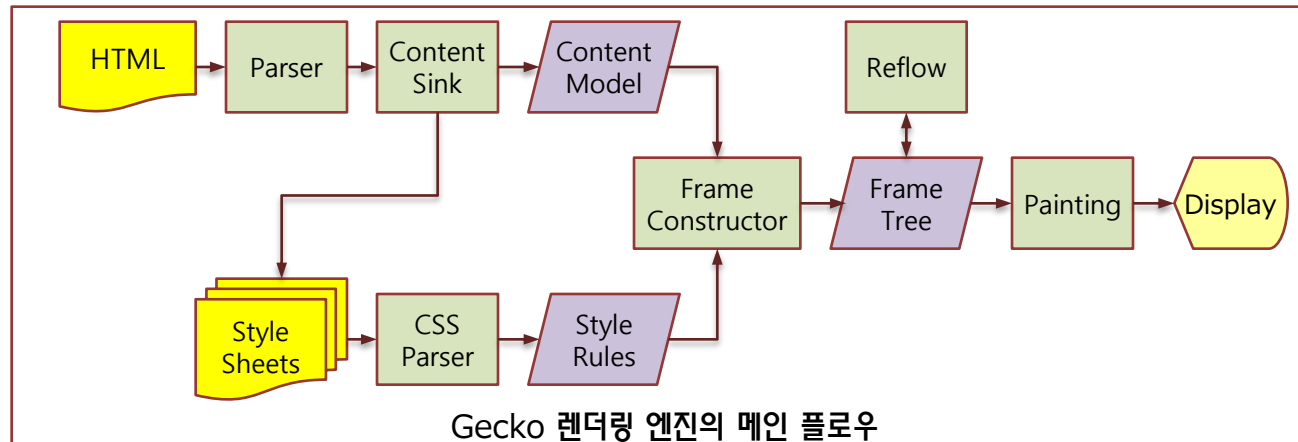 HTML
Parser
Content
Sink
Content
Model
Reflow
Frame
Constructor
Frame
Tree
Painting
Display
Style
Sheets
CSS
Parser
Style
Rules
Gecko 렌더링 엔진의 메인 플로우